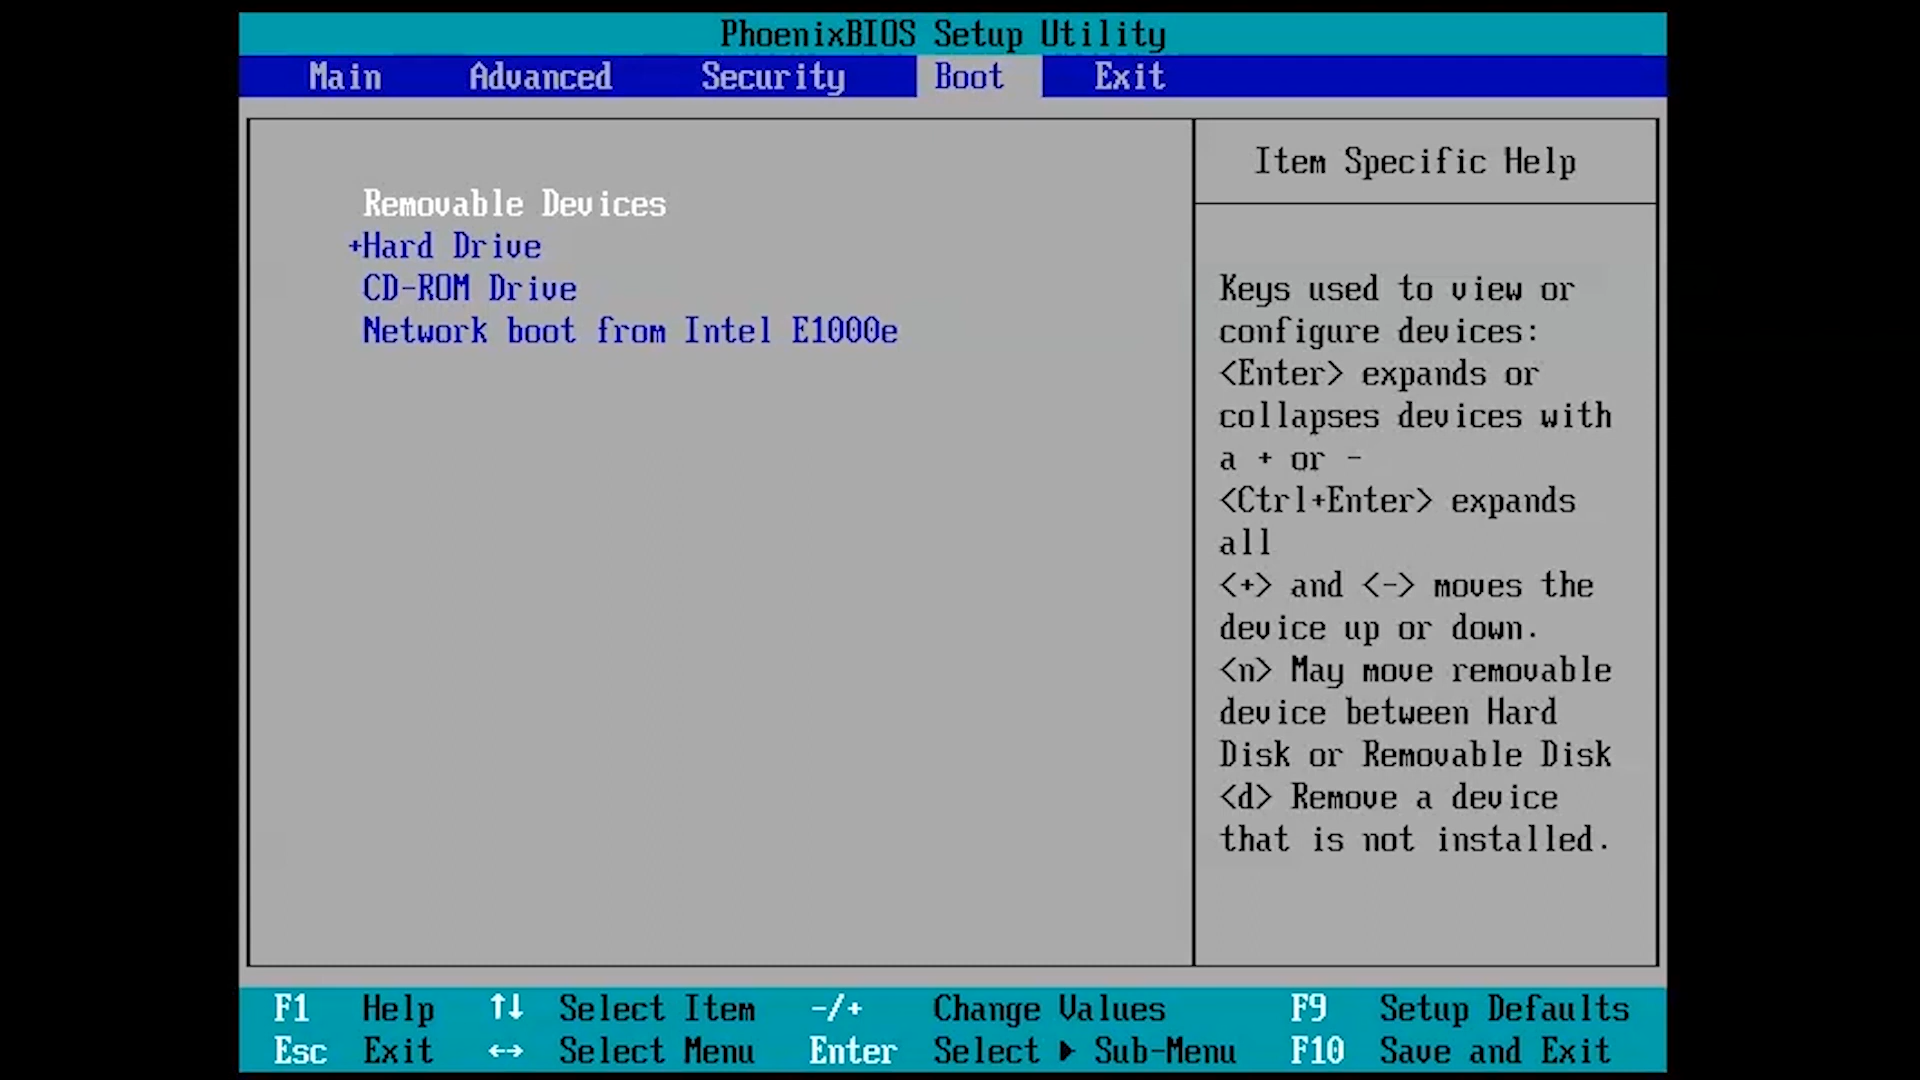 PhoenixBIOS Setup Utility
Main Advanced Security Boot Exit
Removable Devices
+Hard Drive
CD-ROM Drive
Network boot from Intel E1000e
Item Specific Help
Keys used to view or
configure devices:
<Enter> expands or
collapses devices with
a + or -
<Ctrl+Enter> expands
all
<+> and <-> moves the
device up or down.
<n> May move removable
device between Hard
Disk or Removable Disk
<d> Remove a device
that is not installed.
F1 Help ↑↓ Select Item -/+ Change Values F9 Setup Defaults
Esc Exit ↔ Select Menu Enter Select ▶ Sub-Menu F10 Save and Exit